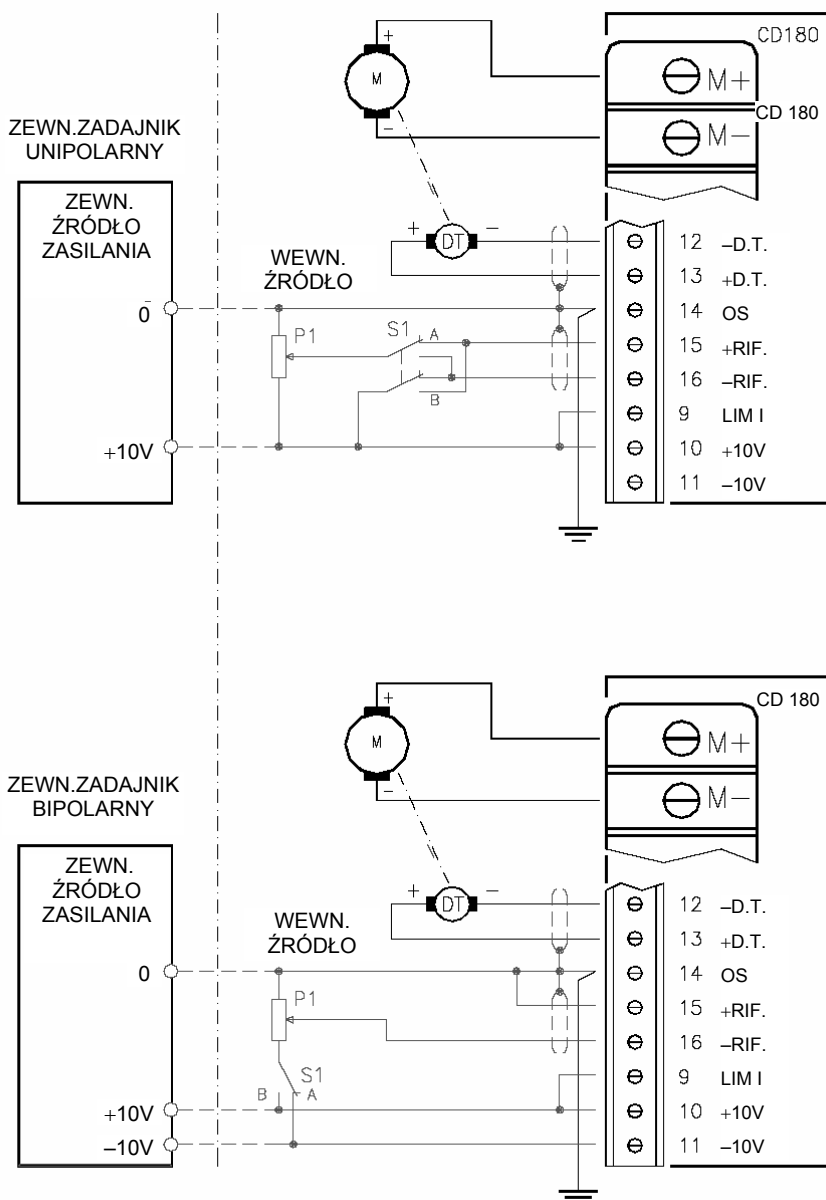 CD180
M
+
M+
CD 180
−
M−
ZEWN.ZADAJNIK
UNIPOLARNY
ZEWN.
ŹRÓDŁO
ZASILANIA
WEWN.
ŹRÓDŁO
+ DT −
12 –D.T.
13 +D.T.
0
14 OS
P1
S1
A
15 +RIF.
16 –RIF.
B
9 LIM I
+10V
10 +10V
11 –10V
CD 180
M
+
M+
−
M−
ZEWN.ZADAJNIK
BIPOLARNY
ZEWN.
ŹRÓDŁO
ZASILANIA
WEWN.
ŹRÓDŁO
+ DT −
12 –D.T.
13 +D.T.
0
14 OS
P1
15 +RIF.
16 –RIF.
S1
B A
9 LIM I
+10V
10 +10V
–10V
11 –10V